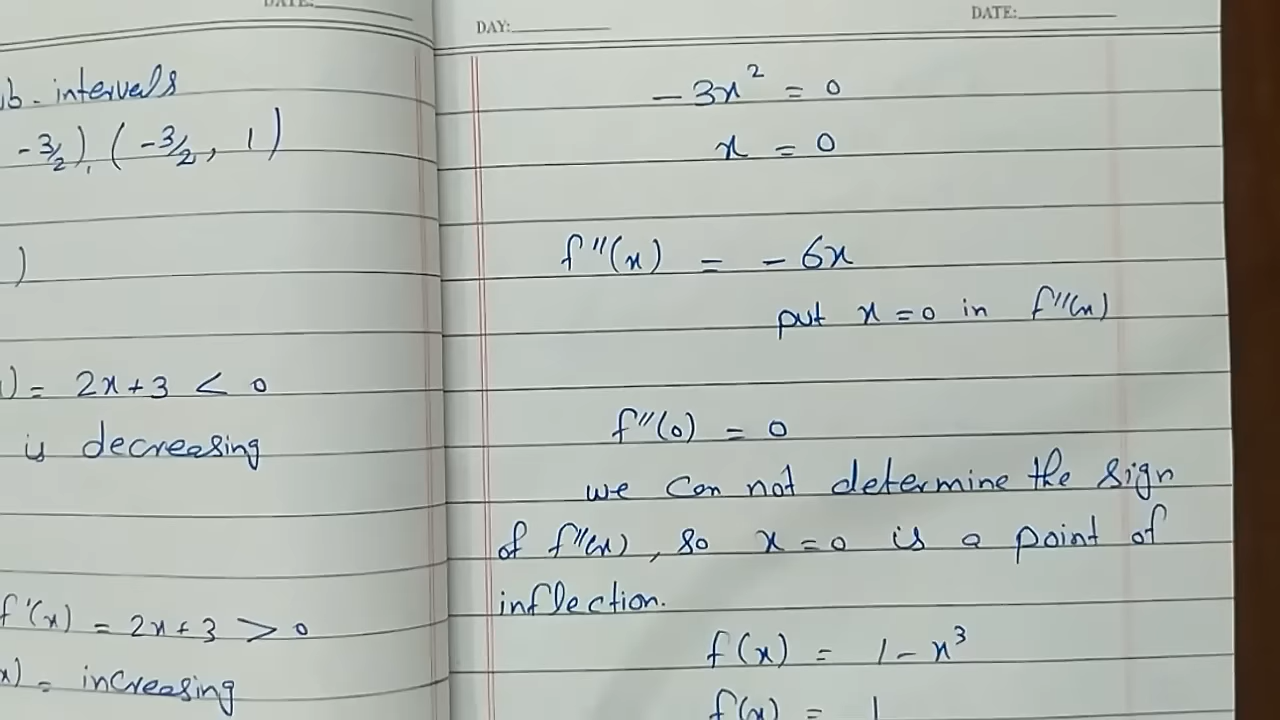 DATE:
ub-intervals
-3/2), (-3/2, 1)
)
) = 2x+3 < 0
is decreasing
f'(x) = 2x+3 > 0
x) = increasing
DAY:
DATE:
-3x² = 0
x = 0
f''(x) = -6x
put x=0 in f''(x)
f''(0) = 0
we can not determine the sign
of f''(x), so x=0 is a point of
inflection.
f(x) = 1-x³
f(x) = 1